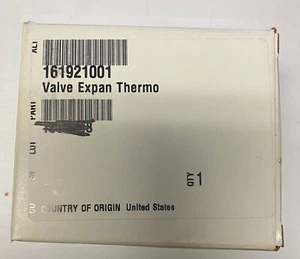 161921001
Valve Expan Thermo
QTY 1
COUNTRY OF ORIGIN United States